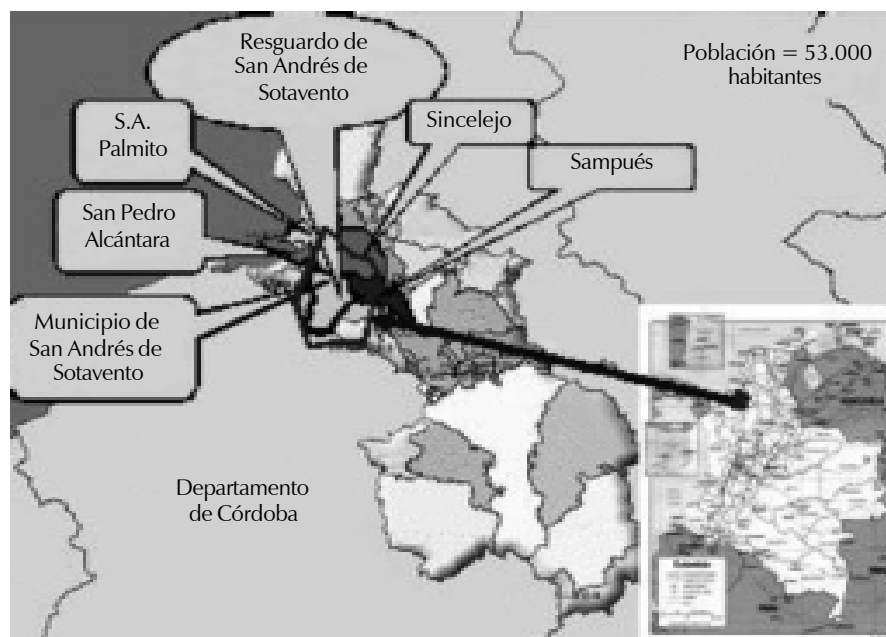 Resguardo de
San Andrés de
Sotavento
Población = 53.000
habitantes
S.A.
Palmito
Sincelejo
Sampués
San Pedro
Alcántara
Municipio de
San Andrés de
Sotavento
Departamento
de Córdoba